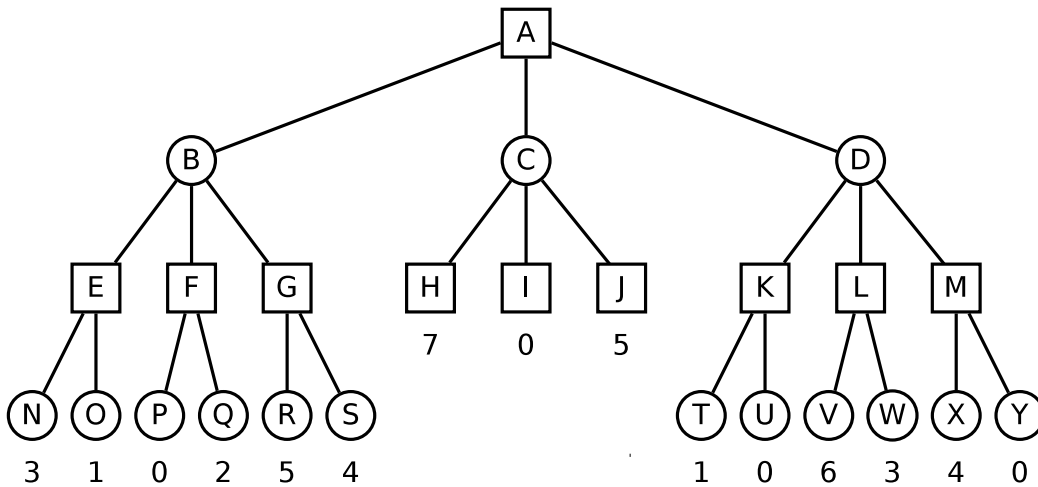 A
B C D
E F G H I J K L M
7 0 5
N O P Q R S T U V W X Y
3 1 0 2 5 4 1 0 6 3 4 0